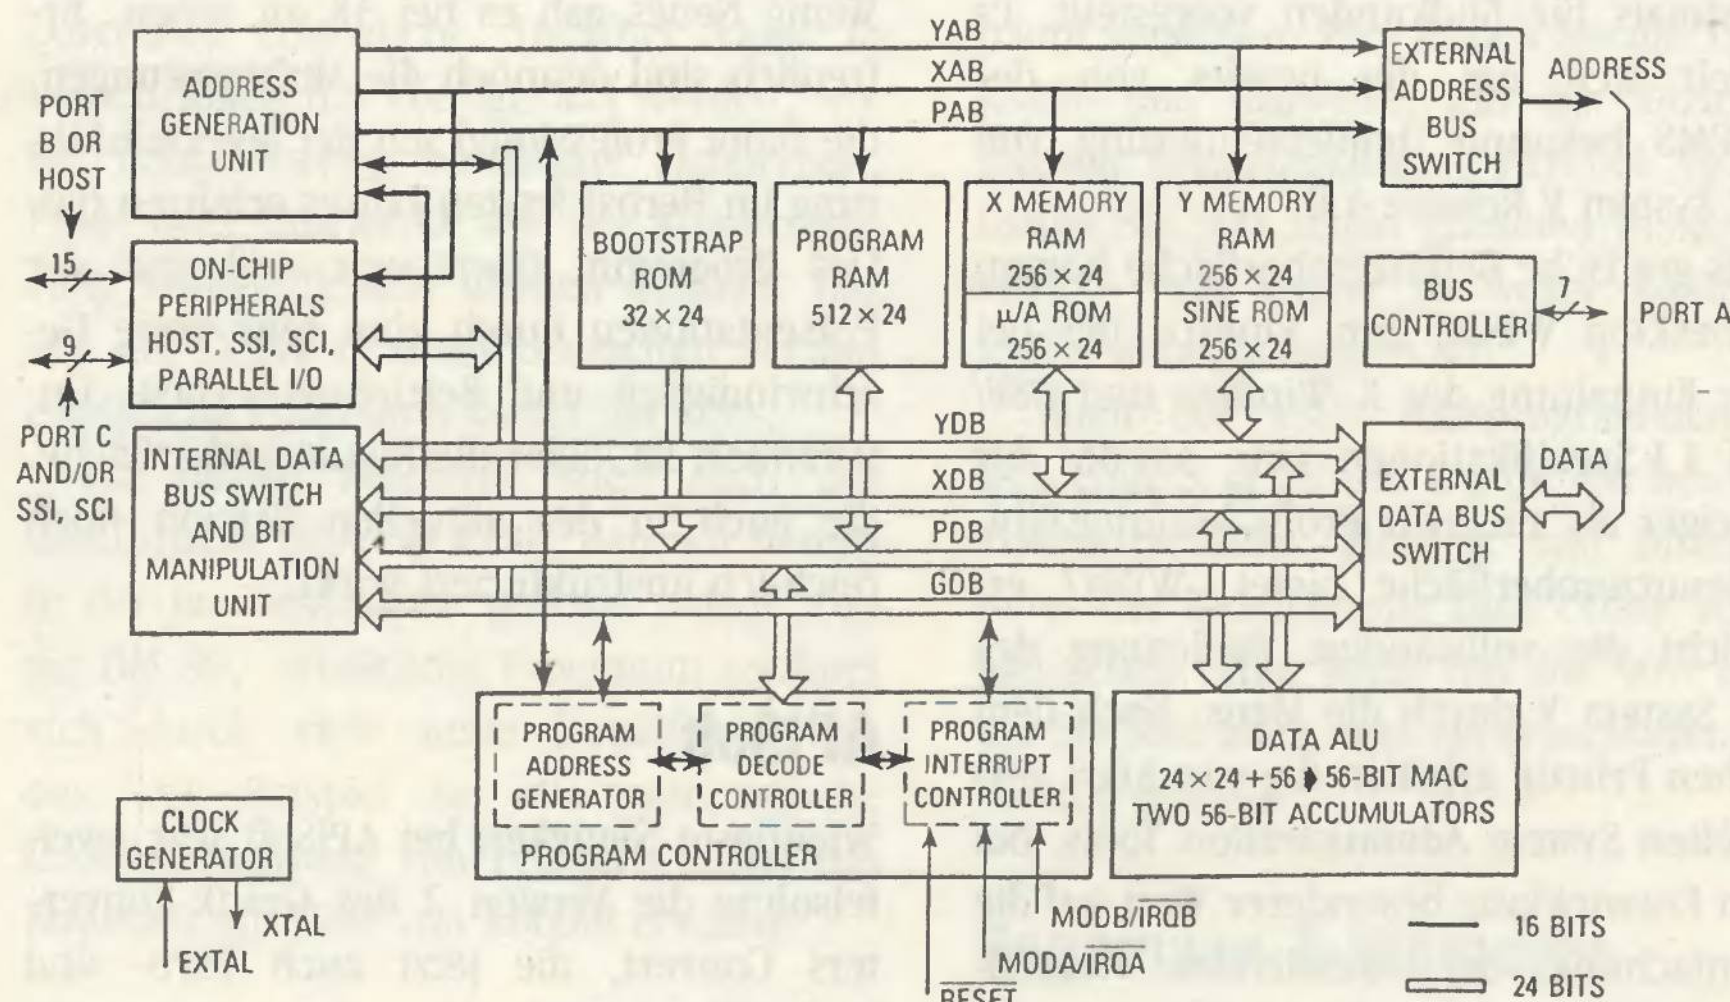 YAB
XAB
PAB
ADDRESS
GENERATION
UNIT
EXTERNAL
ADDRESS
BUS
SWITCH
ADDRESS
PORT
B OR
HOST
15
9
ON-CHIP
PERIPHERALS
HOST, SSI, SCI,
PARALLEL I/O
PORT C
AND/OR
SSI, SCI
BOOTSTRAP
ROM
32 × 24
PROGRAM
RAM
512 × 24
X MEMORY
RAM
256 × 24
μ/A ROM
256 × 24
Y MEMORY
RAM
256 × 24
SINE ROM
256 × 24
BUS
CONTROLLER
7
PORT A
INTERNAL DATA
BUS SWITCH
AND BIT
MANIPULATION
UNIT
YDB
XDB
PDB
GDB
EXTERNAL
DATA BUS
SWITCH
DATA
PROGRAM
ADDRESS
GENERATOR
PROGRAM
DECODE
CONTROLLER
PROGRAM
INTERRUPT
CONTROLLER
PROGRAM CONTROLLER
DATA ALU
24 × 24 + 56 ➧ 56-BIT MAC
TWO 56-BIT ACCUMULATORS
CLOCK
GENERATOR
XTAL
EXTAL
MODB/IRQB
MODA/IRQA
RESET
16 BITS
24 BITS